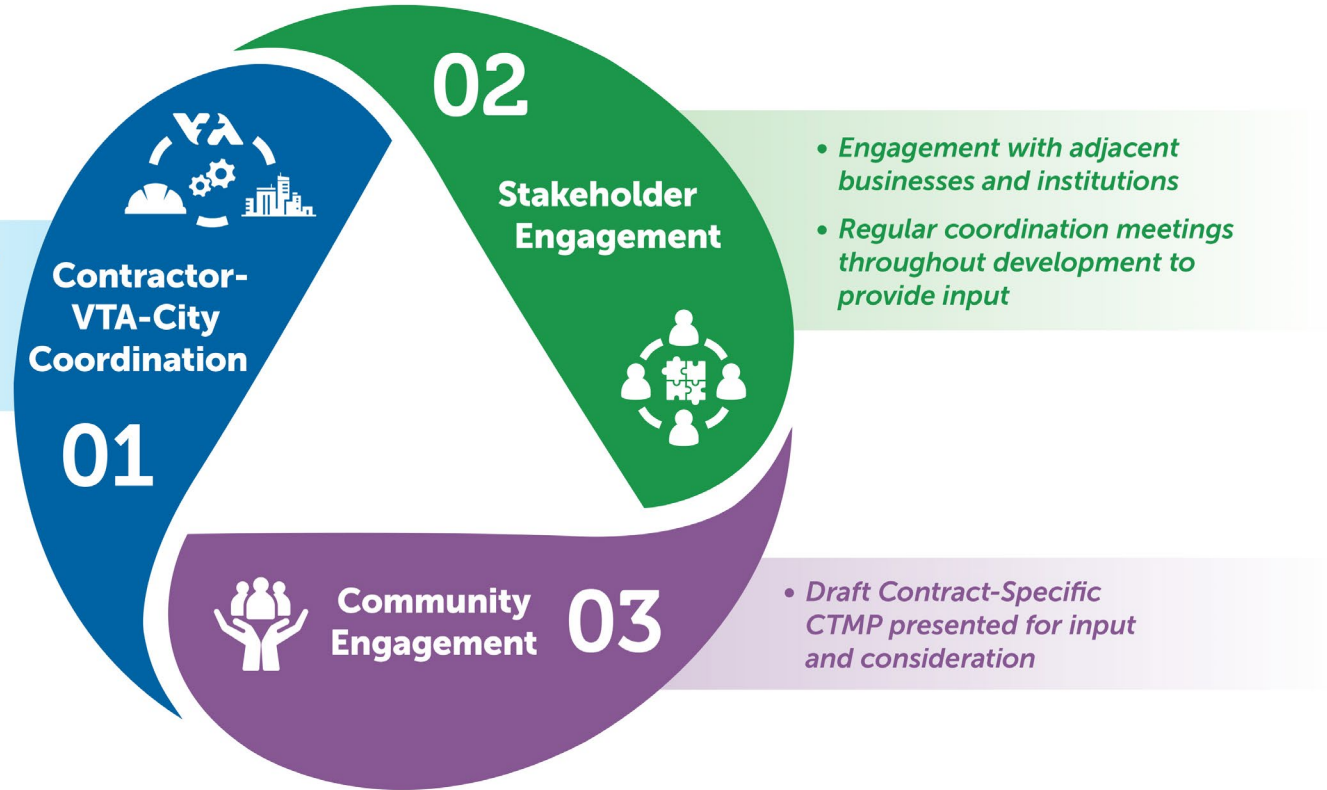 VTA
Contractor-
VTA-City
Coordination
01
02
Stakeholder
Engagement
• Engagement with adjacent
businesses and institutions
• Regular coordination meetings
throughout development to
provide input
Community
Engagement
03
• Draft Contract-Specific
CTMP presented for input
and consideration